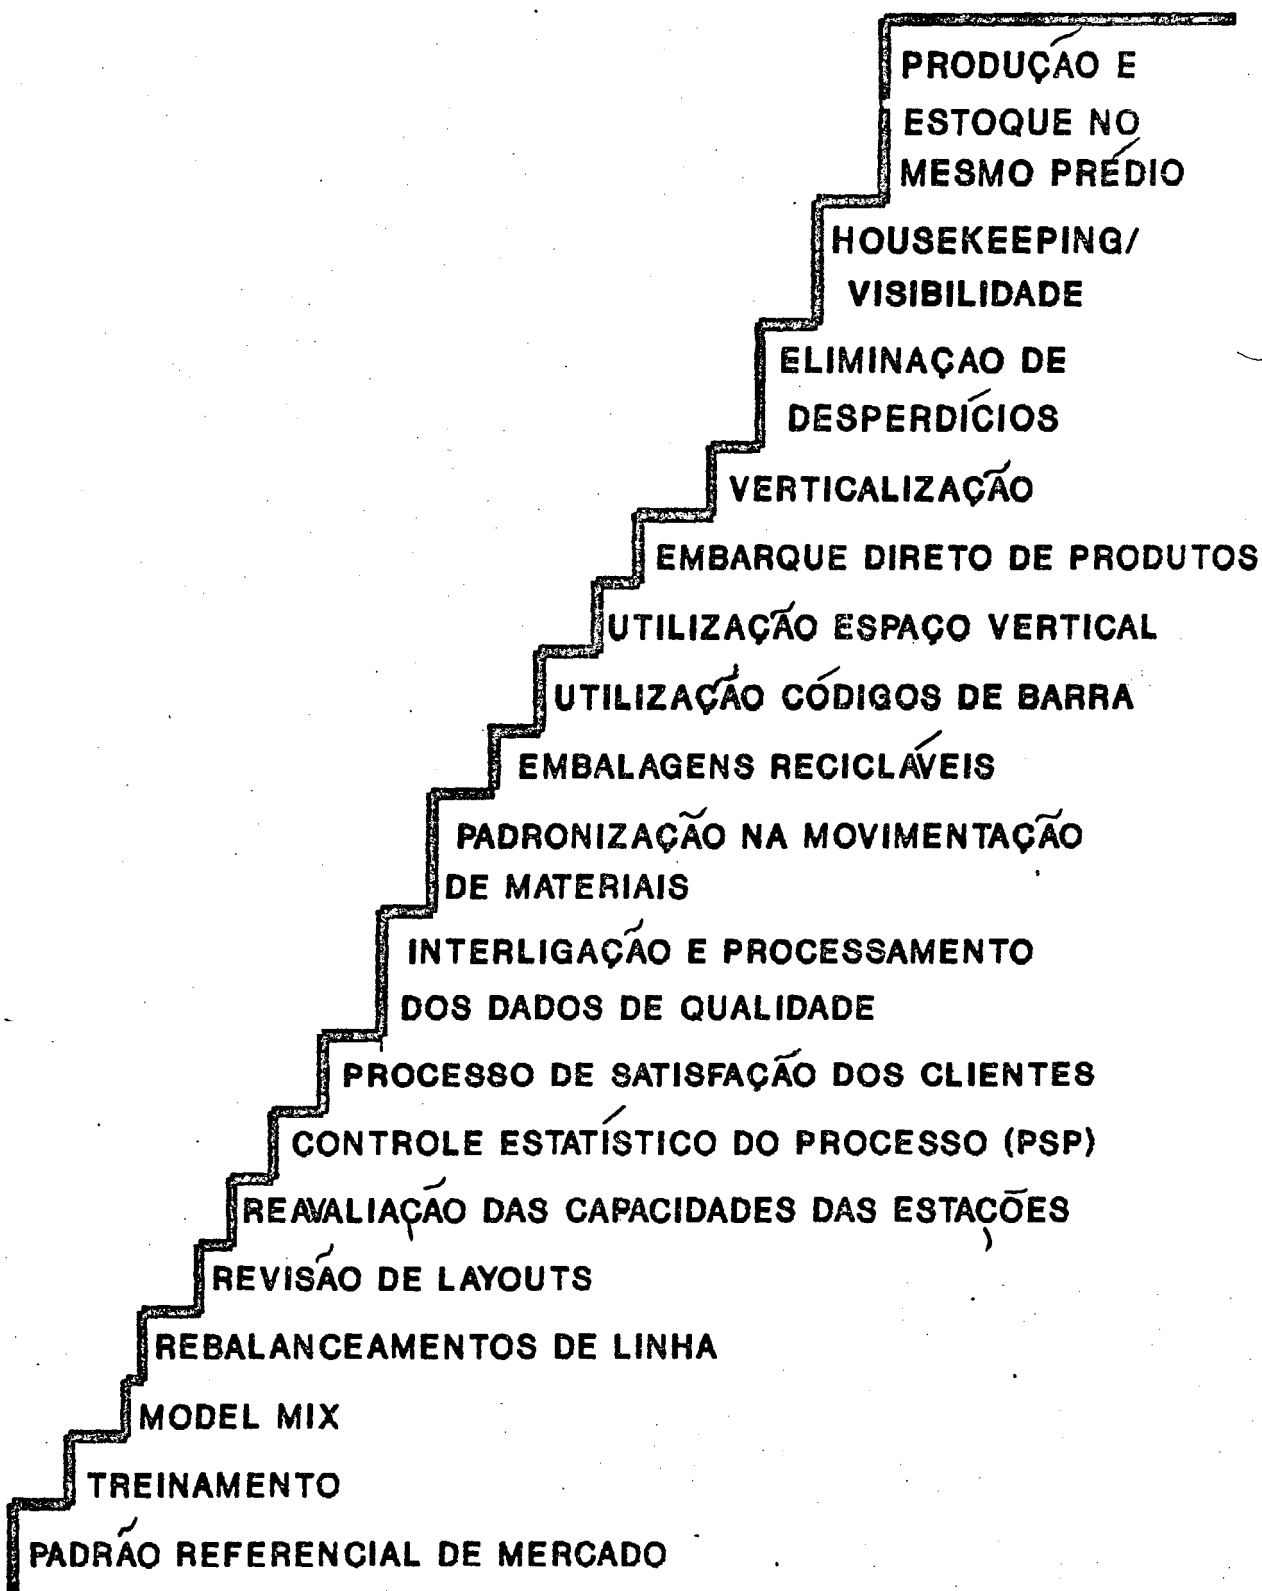 PRODUÇÃO E
ESTOQUE NO
MESMO PRÉDIO
HOUSEKEEPING/
VISIBILIDADE
ELIMINAÇAO DE
DESPERDÍCIOS
VERTICALIZAÇÃO
EMBARQUE DIRETO DE PRODUTOS
UTILIZAÇÃO ESPAÇO VERTICAL
UTILIZAÇÃO CÓDIGOS DE BARRA
EMBALAGENS RECICLÁVEIS
PADRONIZAÇÃO NA MOVIMENTAÇÃO
DE MATERIAIS
INTERLIGAÇÃO E PROCESSAMENTO
DOS DADOS DE QUALIDADE
PROCESSO DE SATISFAÇÃO DOS CLIENTES
CONTROLE ESTATÍSTICO DO PROCESSO (PSP)
REAVALIAÇÃO DAS CAPACIDADES DAS ESTAÇÕES
REVISÃO DE LAYOUTS
REBALANCEAMENTOS DE LINHA
MODEL MIX
TREINAMENTO
PADRÃO REFERENCIAL DE MERCADO